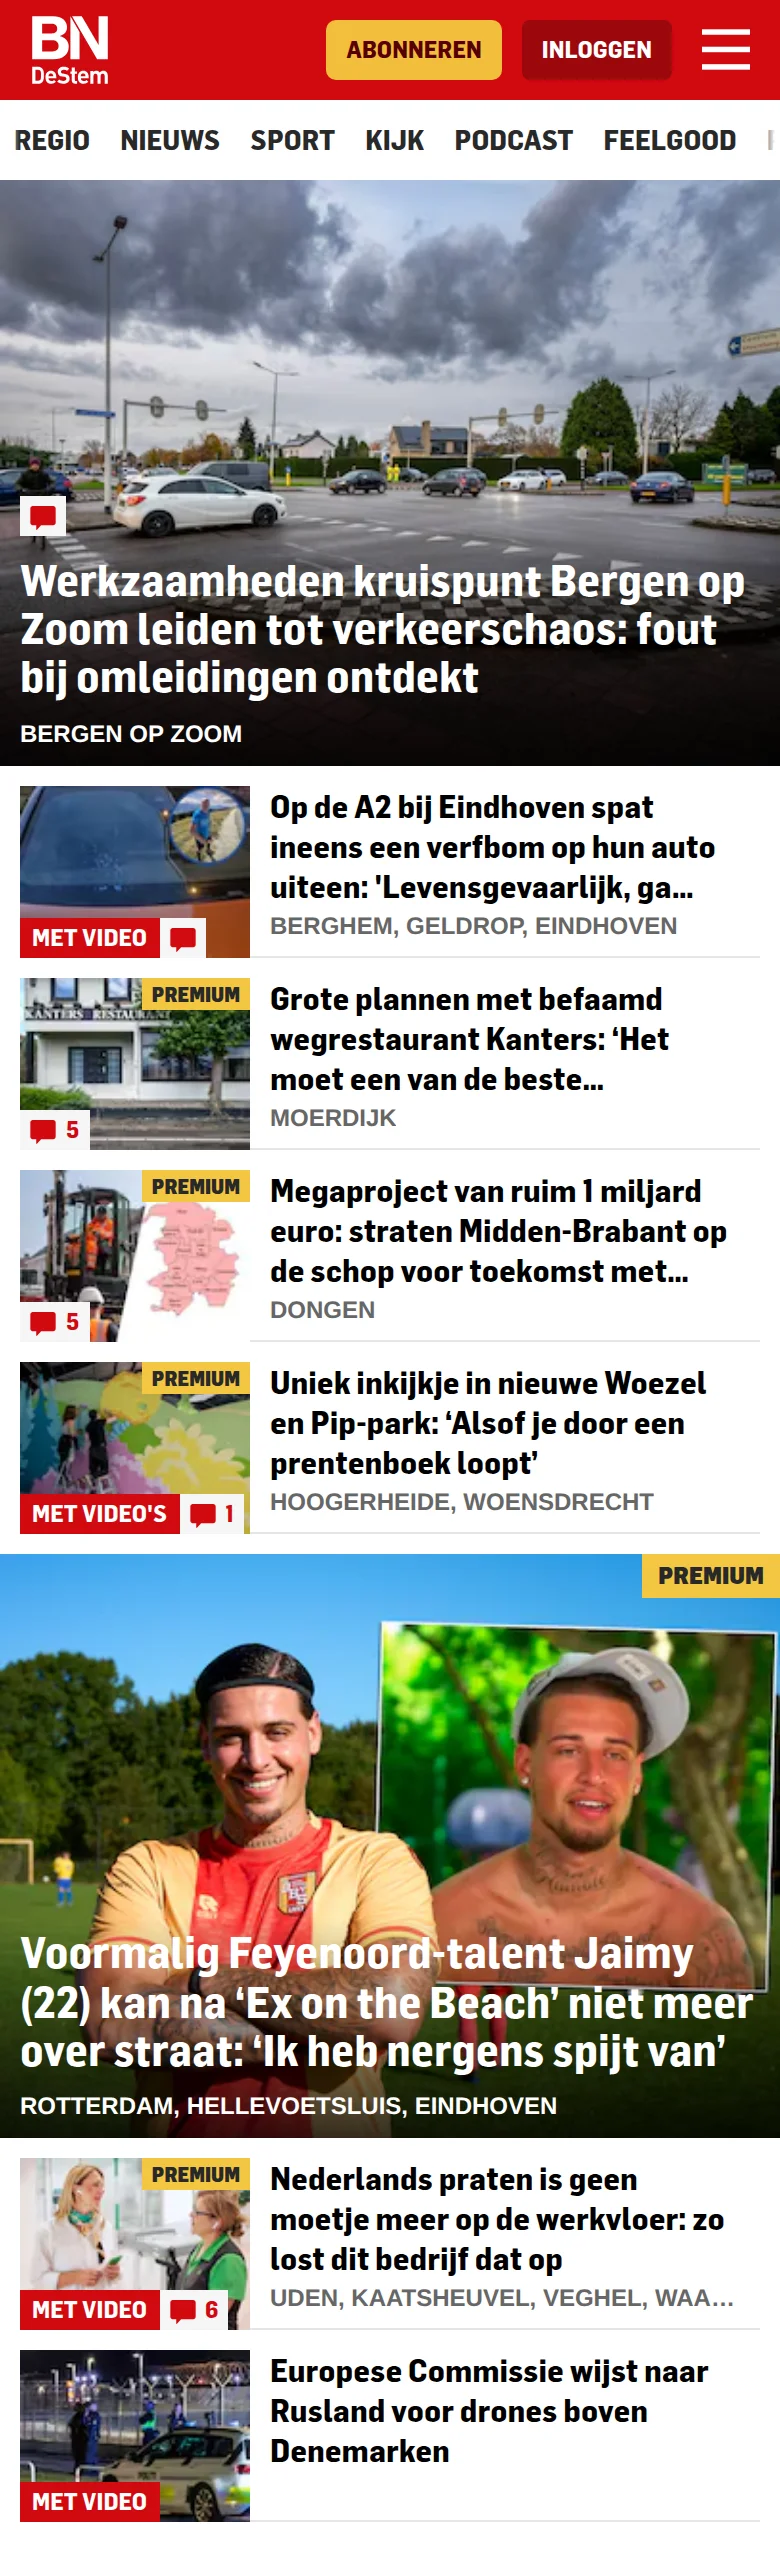 BN
DeStem
ABONNEREN
INLOGGEN
REGIO NIEUWS SPORT KIJK PODCAST FEELGOOD
Werkzaamheden kruispunt Bergen op
Zoom leiden tot verkeerschaos: fout
bij omleidingen ontdekt
BERGEN OP ZOOM
MET VIDEO
Op de A2 bij Eindhoven spat
ineens een verfbom op hun auto
uiteen: 'Levensgevaarlijk, ga...
BERGHEM, GELDROP, EINDHOVEN
PREMIUM
KANTERS RESTAURANT
5
Grote plannen met befaamd
wegrestaurant Kanters: ‘Het
moet een van de beste...
MOERDIJK
PREMIUM
5
Megaproject van ruim 1 miljard
euro: straten Midden-Brabant op
de schop voor toekomst met...
DONGEN
PREMIUM
MET VIDEO'S
1
Uniek inkijkje in nieuwe Woezel
en Pip-park: ‘Alsof je door een
prentenboek loopt’
HOOGERHEIDE, WOENSDRECHT
PREMIUM
Voormalig Feyenoord-talent Jaimy
(22) kan na ‘Ex on the Beach’ niet meer
over straat: ‘Ik heb nergens spijt van’
ROTTERDAM, HELLEVOETSLUIS, EINDHOVEN
PREMIUM
MET VIDEO
6
Nederlands praten is geen
moetje meer op de werkvloer: zo
lost dit bedrijf dat op
UDEN, KAATSHEUVEL, VEGHEL, WAA...
MET VIDEO
Europese Commissie wijst naar
Rusland voor drones boven
Denemarken